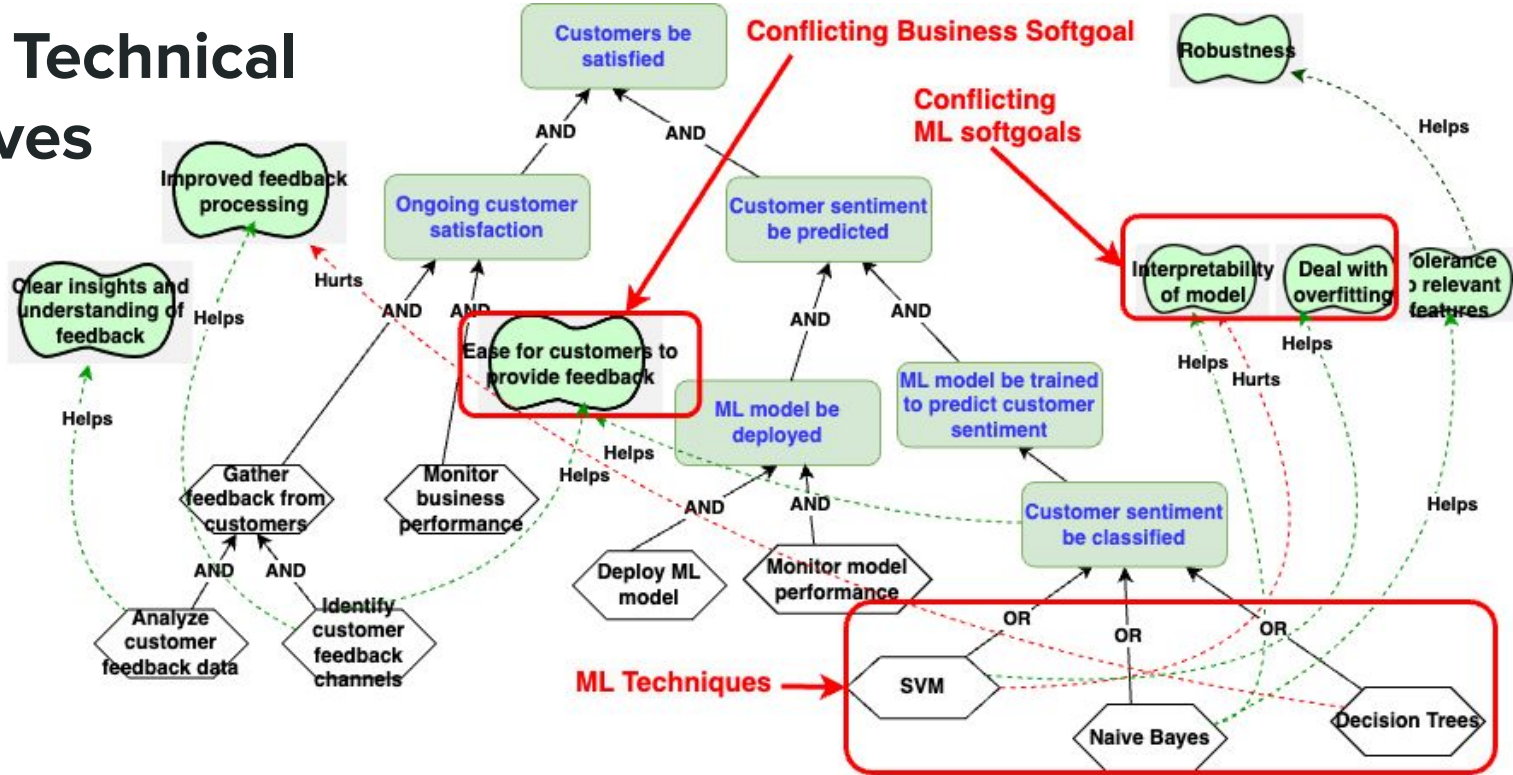 Technical
ves
Customers be
satisfied
Conflicting Business Softgoal
Conflicting
ML softgoals
Robustness
Helps
AND
AND
Improved feedback
processing
Ongoing customer
satisfaction
Customer sentiment
be predicted
Clear insights and
understanding of
feedback
Hurts
Helps
AND
AND
Interpretability
of model
Deal with
overfitting
olerance
o relevant
features
Ease for customers to
provide feedback
AND
AND
Helps
Hurts
Helps
ML model be
deployed
ML model be trained
to predict customer
sentiment
Helps
Helps
Helps
Gather
feedback from
customers
Monitor
business
performance
AND
AND
Customer sentiment
be classified
Helps
AND
AND
Deploy ML
model
Monitor model
performance
Analyze
customer
feedback data
Identify
customer
feedback
channels
OR
OR
OR
ML Techniques
SVM
Naive Bayes
Decision Trees